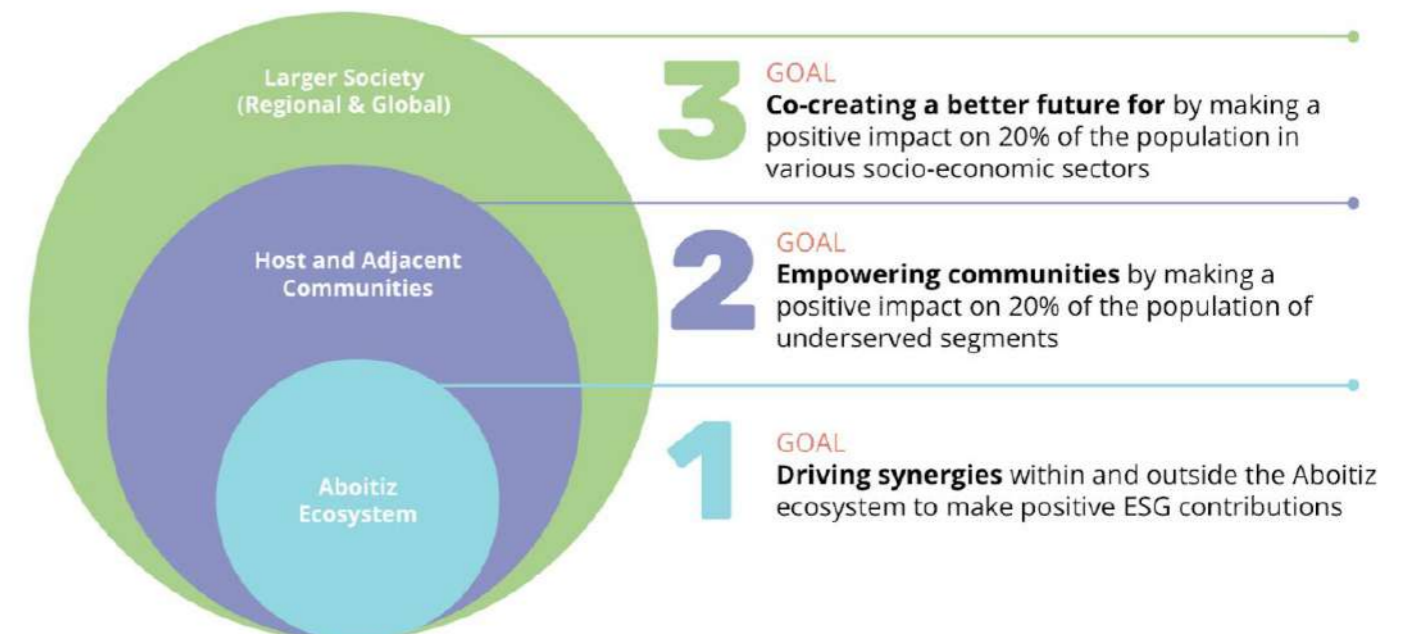 Larger Society
(Regional & Global)
3
GOAL
Co-creating a better future for by making a
positive impact on 20% of the population in
various socio-economic sectors
Host and Adjacent
Communities
2
GOAL
Empowering communities by making a
positive impact on 20% of the population of
underserved segments
Aboitiz
Ecosystem
1
GOAL
Driving synergies within and outside the Aboitiz
ecosystem to make positive ESG contributions